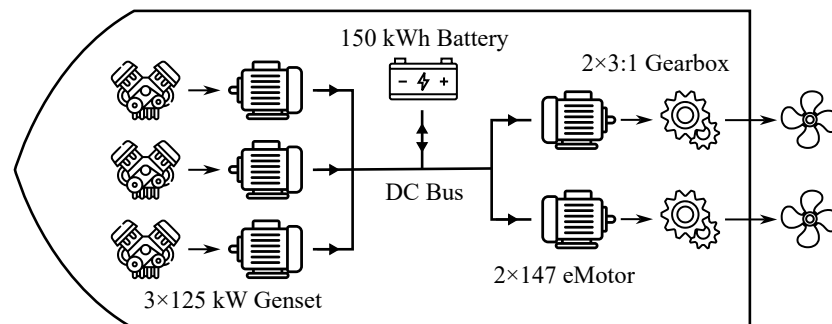 150 kWh Battery
2×3:1 Gearbox
DC Bus
2×147 eMotor
3×125 kW Genset